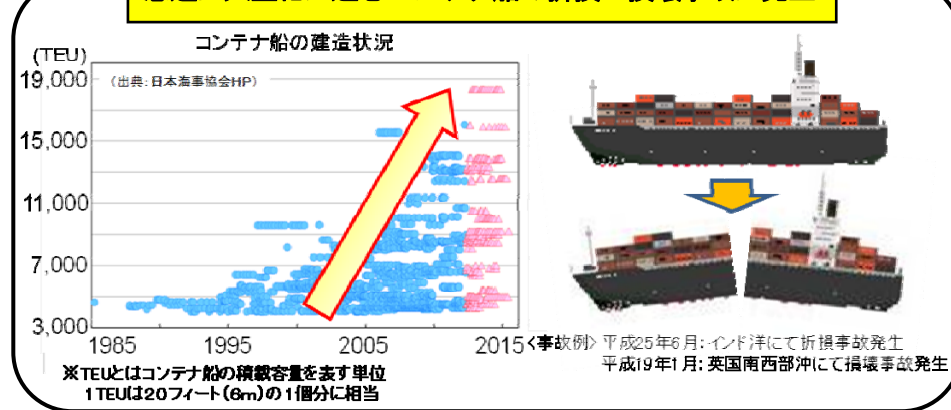 コンテナ船の建造状況
(TEU)
19,000
(出典:日本海事協会HP)
15,000
11,000
7,000
3,000
1985
1995
2005
2015
※TEUとはコンテナ船の積載容量を表す単位
1TEUは20フィート(6m)の1個分に相当
<事故例> 平成25年6月:インド洋にて折損事故発生
平成19年1月:英国南西部沖にて損壊事故発生